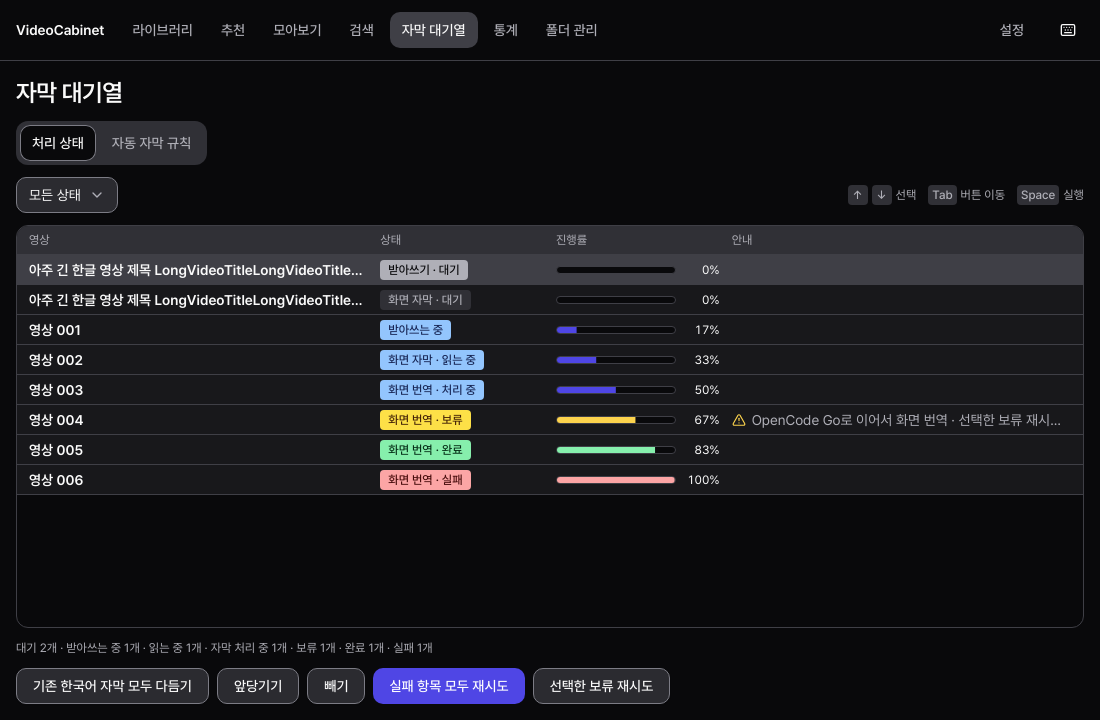 VideoCabinet 라이브러리 추천 모아보기 검색 자막 대기열 통계 폴더 관리 설정
자막 대기열
처리 상태 자동 자막 규칙
모든 상태 ↑ ↓ 선택 Tab 버튼 이동 Space 실행
영상 상태 진행률 안내
아주 긴 한글 영상 제목 LongVideoTitleLongVideoTitle... 받아쓰기 · 대기 0%
아주 긴 한글 영상 제목 LongVideoTitleLongVideoTitle... 화면 자막 · 대기 0%
영상 001 받아쓰는 중 17%
영상 002 화면 자막 · 읽는 중 33%
영상 003 화면 번역 · 처리 중 50%
영상 004 화면 번역 · 보류 67% OpenCode Go로 이어서 화면 번역 · 선택한 보류 재시...
영상 005 화면 번역 · 완료 83%
영상 006 화면 번역 · 실패 100%
대기 2개 · 받아쓰는 중 1개 · 읽는 중 1개 · 자막 처리 중 1개 · 보류 1개 · 완료 1개 · 실패 1개
기존 한국어 자막 모두 다듬기 앞당기기 빼기 실패 항목 모두 재시도 선택한 보류 재시도